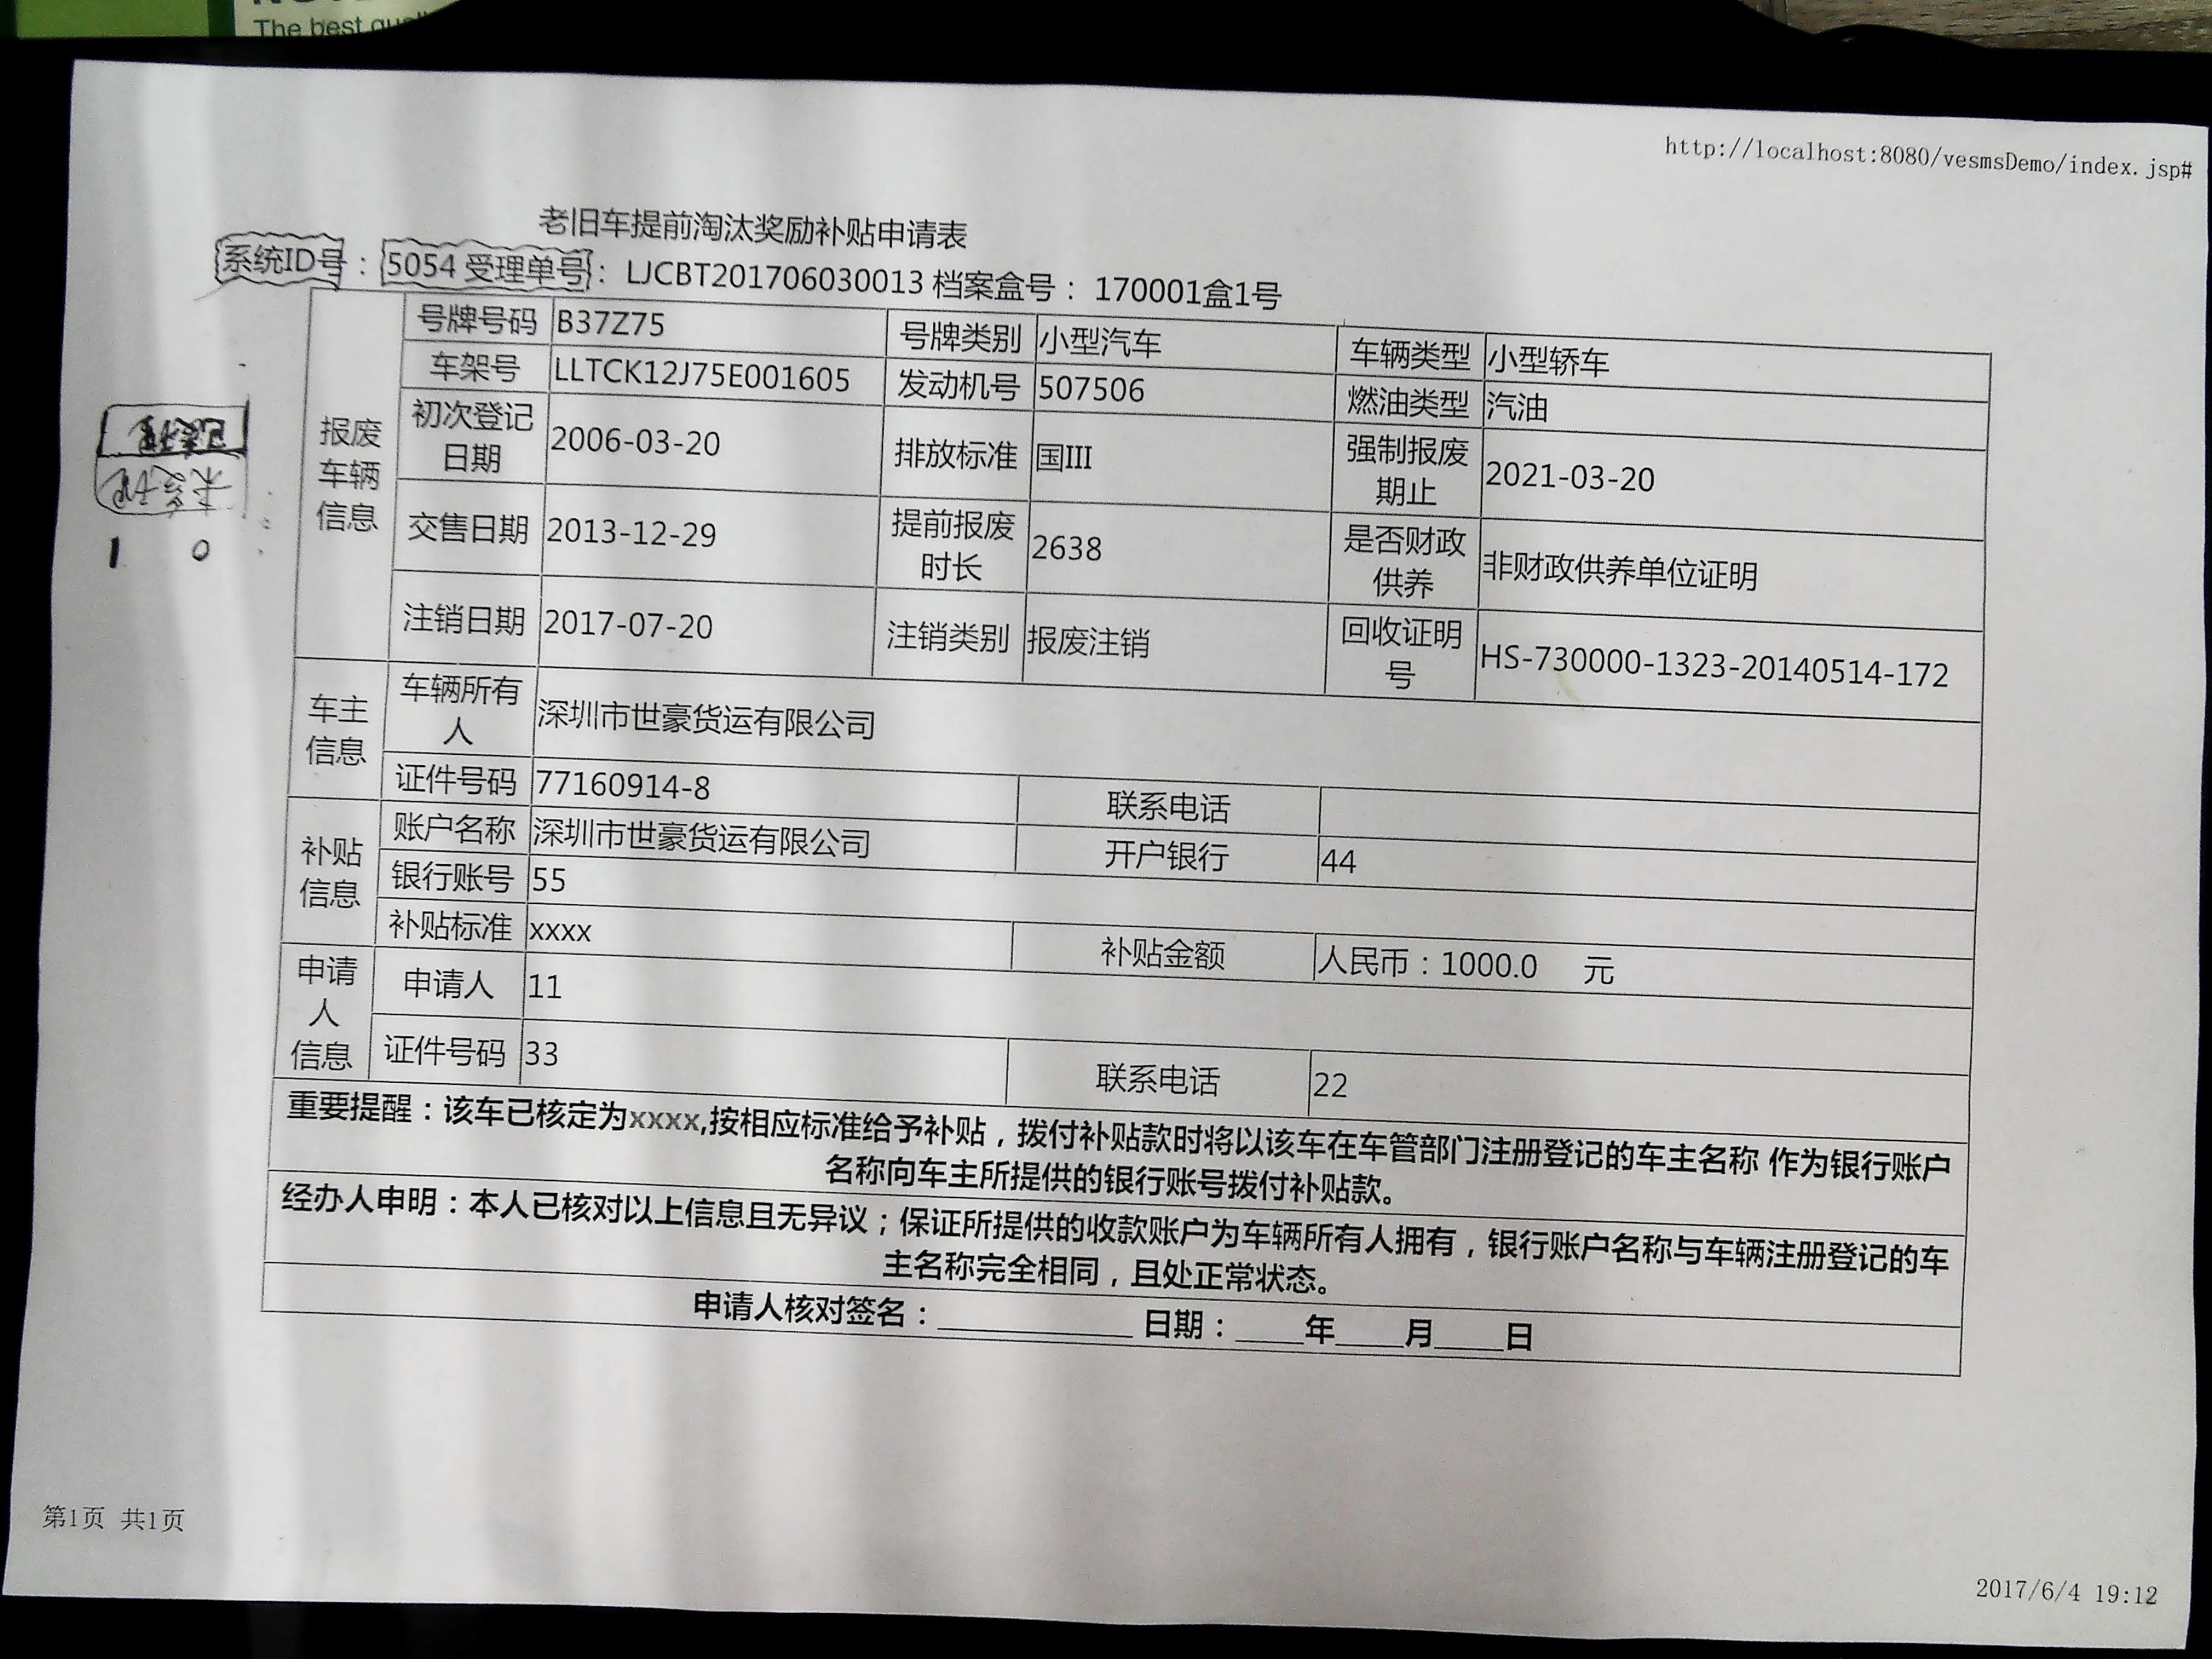 The best
http://localhost:8080/vesmsDemo/index.jsp#
老旧车提前淘汰奖励补贴申请表
系统ID号：5054 受理单号：LJCBT201706030013 档案盒号：170001盒1号
报废车辆信息
号牌号码 B37Z75 号牌类别 小型汽车 车辆类型 小型轿车
车架号 LLTCK12J75E001605 发动机号 507506 燃油类型 汽油
初次登记日期 2006-03-20 排放标准 国III 强制报废期止 2021-03-20
交售日期 2013-12-29 提前报废时长 2638 是否财政供养 非财政供养单位证明
注销日期 2017-07-20 注销类别 报废注销 回收证明号 HS-730000-1323-20140514-172
车主信息
车辆所有人 深圳市世豪货运有限公司
证件号码 77160914-8 联系电话
补贴信息
账户名称 深圳市世豪货运有限公司 开户银行 44
银行账号 55
补贴标准 xxxx 补贴金额 人民币：1000.0 元
申请人信息
申请人 11
证件号码 33 联系电话 22
重要提醒：该车已核定为xxxx,按相应标准给予补贴，拨付补贴款时将以该车在车管部门注册登记的车主名称 作为银行账户
名称向车主所提供的银行账号拨付补贴款。
经办人申明：本人已核对以上信息且无异议；保证所提供的收款账户为车辆所有人拥有，银行账户名称与车辆注册登记的车
主名称完全相同，且处正常状态。
申请人核对签名：____________ 日期：____年____月____日
1 0
第1页 共1页
2017/6/4 19:12